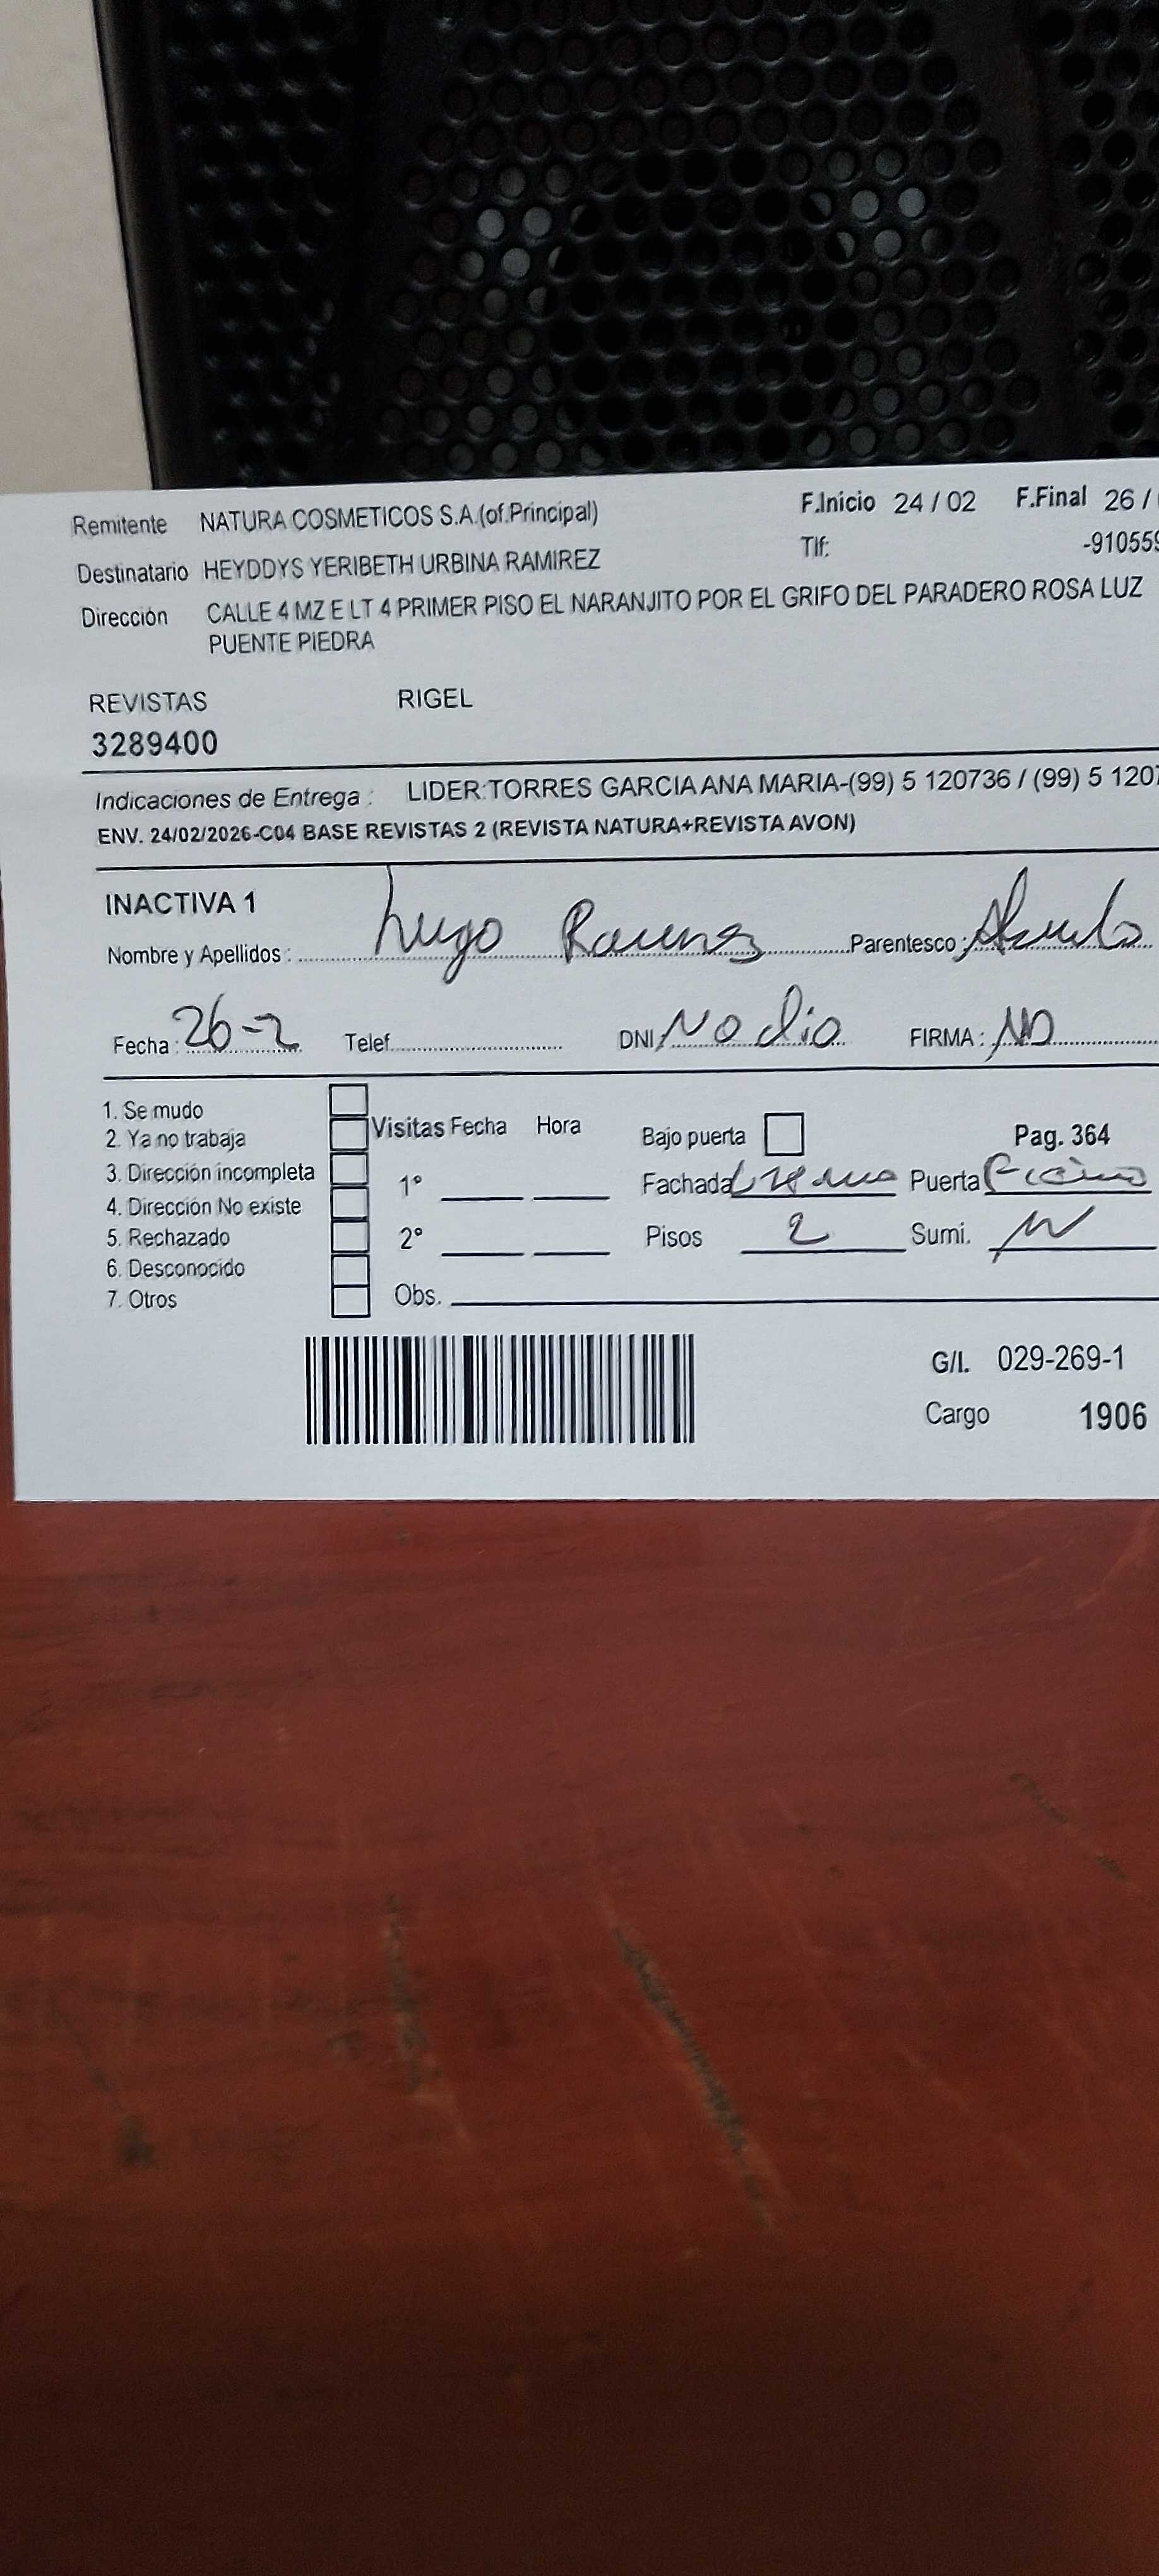 Remitente NATURA COSMETICOS S.A.(of.Principal) F.Inicio 24 / 02 F.Final 26 /
Destinatario HEYDDYS YERIBETH URBINA RAMIREZ Tlf: -910559
Dirección CALLE 4 MZ E LT 4 PRIMER PISO EL NARANJITO POR EL GRIFO DEL PARADERO ROSA LUZ
PUENTE PIEDRA
REVISTAS RIGEL
3289400
Indicaciones de Entrega : LIDER:TORRES GARCIA ANA MARIA-(99) 5 120736 / (99) 5 1207
ENV. 24/02/2026-C04 BASE REVISTAS 2 (REVISTA NATURA+REVISTA AVON)
INACTIVA 1
Nombre y Apellidos : Lugo Parentesco :
Fecha : 26-2 Telef. DNI No dio FIRMA : ND
1. Se mudo
2. Ya no trabaja Visitas Fecha Hora Bajo puerta Pag. 364
3. Dirección incompleta 1° Fachada Puerta
4. Dirección No existe
5. Rechazado 2° Pisos 2 Sumi.
6. Desconocido
7. Otros Obs.
G/I. 029-269-1
Cargo 1906